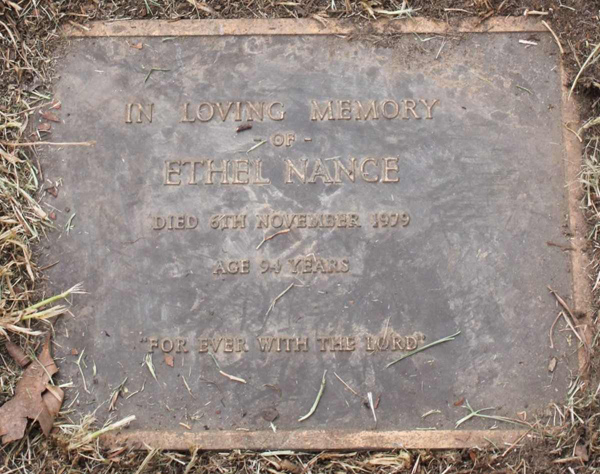 IN LOVING MEMORY
- OF -
ETHEL NANCE
DIED 6TH NOVEMBER 1979
AGE 94 YEARS
"FOR EVER WITH THE LORD"